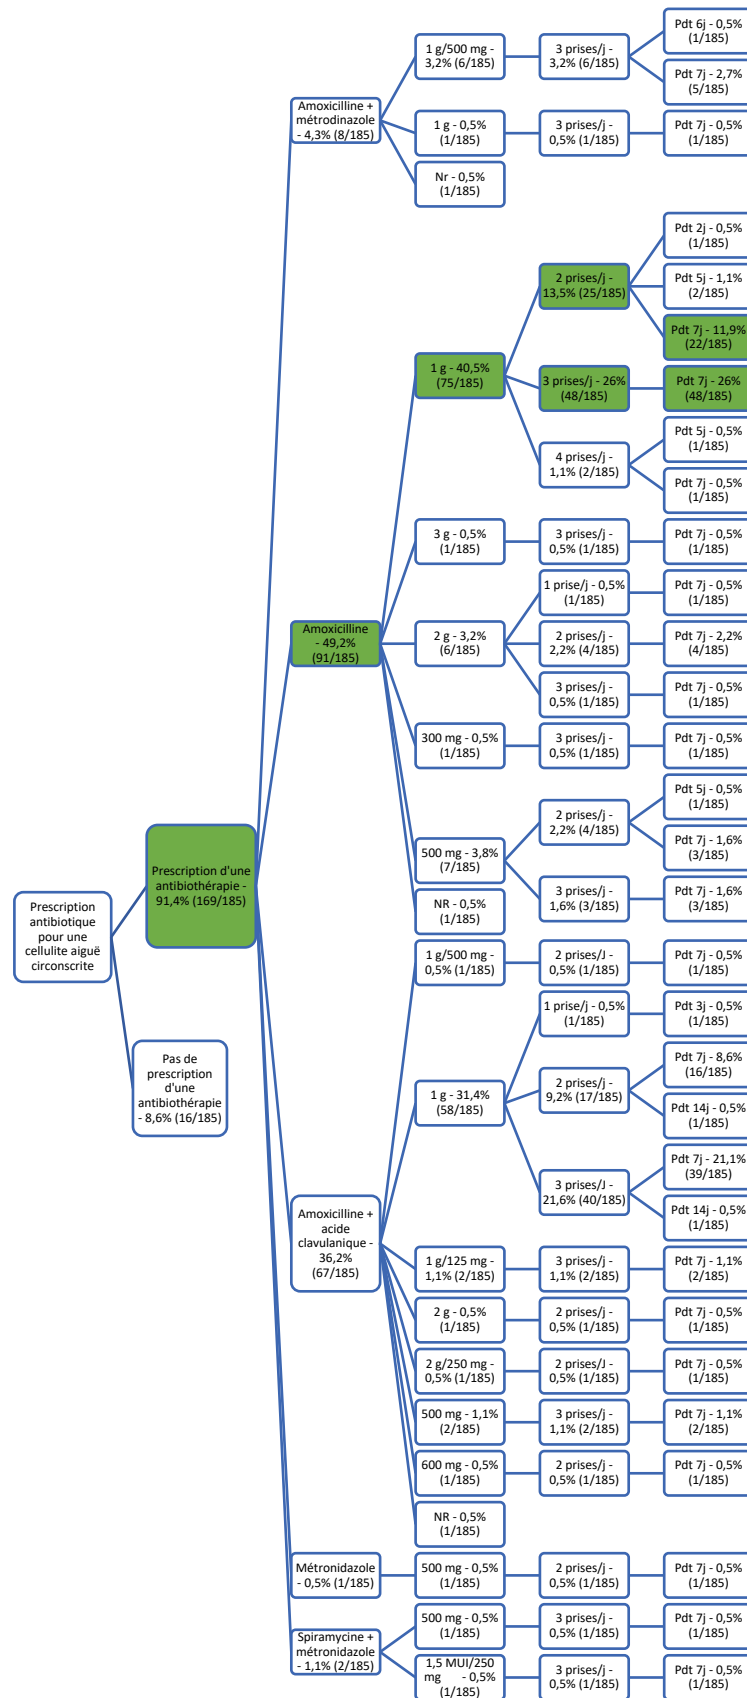 Prescription
antibiotique
pour une
cellulite aiguë
circonscrite
Prescription d'une
antibiothérapie -
91,4% (169/185)
Amoxicilline +
métrodinazole
- 4,3% (8/185)
1 g/500 mg -
3,2% (6/185)
3 prises/j -
3,2% (6/185)
Pdt 6j - 0,5%
(1/185)
Pdt 7j - 2,7%
(5/185)
1 g - 0,5%
(1/185)
3 prises/j -
0,5% (1/185)
Pdt 7j - 0,5%
(1/185)
Nr - 0,5%
(1/185)
Amoxicilline
- 49,2%
(91/185)
1 g - 40,5%
(75/185)
2 prises/j -
13,5% (25/185)
Pdt 2j - 0,5%
(1/185)
Pdt 5j - 1,1%
(2/185)
Pdt 7j - 11,9%
(22/185)
3 prises/j - 26%
(48/185)
Pdt 7j - 26%
(48/185)
4 prises/j -
1,1% (2/185)
Pdt 5j - 0,5%
(1/185)
Pdt 7j - 0,5%
(1/185)
3 g - 0,5%
(1/185)
3 prises/j -
0,5% (1/185)
Pdt 7j - 0,5%
(1/185)
2 g - 3,2%
(6/185)
1 prise/j - 0,5%
(1/185)
Pdt 7j - 0,5%
(1/185)
2 prises/j -
2,2% (4/185)
Pdt 7j - 2,2%
(4/185)
3 prises/j -
0,5% (1/185)
Pdt 7j - 0,5%
(1/185)
300 mg - 0,5%
(1/185)
3 prises/j -
0,5% (1/185)
Pdt 7j - 0,5%
(1/185)
500 mg - 3,8%
(7/185)
2 prises/j -
2,2% (4/185)
Pdt 5j - 0,5%
(1/185)
Pdt 7j - 1,6%
(3/185)
3 prises/j -
1,6% (3/185)
Pdt 7j - 1,6%
(3/185)
NR - 0,5%
(1/185)
Amoxicilline +
acide
clavulanique -
36,2%
(67/185)
1 g/500 mg -
0,5% (1/185)
2 prises/J -
0,5% (1/185)
Pdt 7j - 0,5%
(1/185)
1 g - 31,4%
(58/185)
1 prise/j - 0,5%
(1/185)
Pdt 3j - 0,5%
(1/185)
2 prises/j -
9,2% (17/185)
Pdt 7j - 8,6%
(16/185)
Pdt 14j - 0,5%
(1/185)
3 prises/J -
21,6% (40/185)
Pdt 7j - 21,1%
(39/185)
Pdt 14j - 0,5%
(1/185)
1 g/125 mg -
1,1% (2/185)
3 prises/j -
1,1% (2/185)
Pdt 7j - 1,1%
(2/185)
2 g - 0,5%
(1/185)
2 prises/j -
0,5% (1/185)
Pdt 7j - 0,5%
(1/185)
2 g/250 mg -
0,5% (1/185)
2 prises/J -
0,5% (1/185)
Pdt 7j - 0,5%
(1/185)
500 mg - 1,1%
(2/185)
3 prises/j -
1,1% (2/185)
Pdt 7j - 1,1%
(2/185)
600 mg - 0,5%
(1/185)
2 prises/j -
0,5% (1/185)
Pdt 7j - 0,5%
(1/185)
NR - 0,5%
(1/185)
Métronidazole
- 0,5% (1/185)
500 mg - 0,5%
(1/185)
2 prises/j -
0,5% (1/185)
Pdt 7j - 0,5%
(1/185)
Spiramycine +
métronidazole
- 1,1% (2/185)
500 mg - 0,5%
(1/185)
3 prises/j -
0,5% (1/185)
Pdt 7j - 0,5%
(1/185)
1,5 MUI/250
mg - 0,5%
(1/185)
3 prises/j -
0,5% (1/185)
Pdt 7j - 0,5%
(1/185)
Pas de
prescription
d'une
antibiothérapie
- 8,6% (16/185)